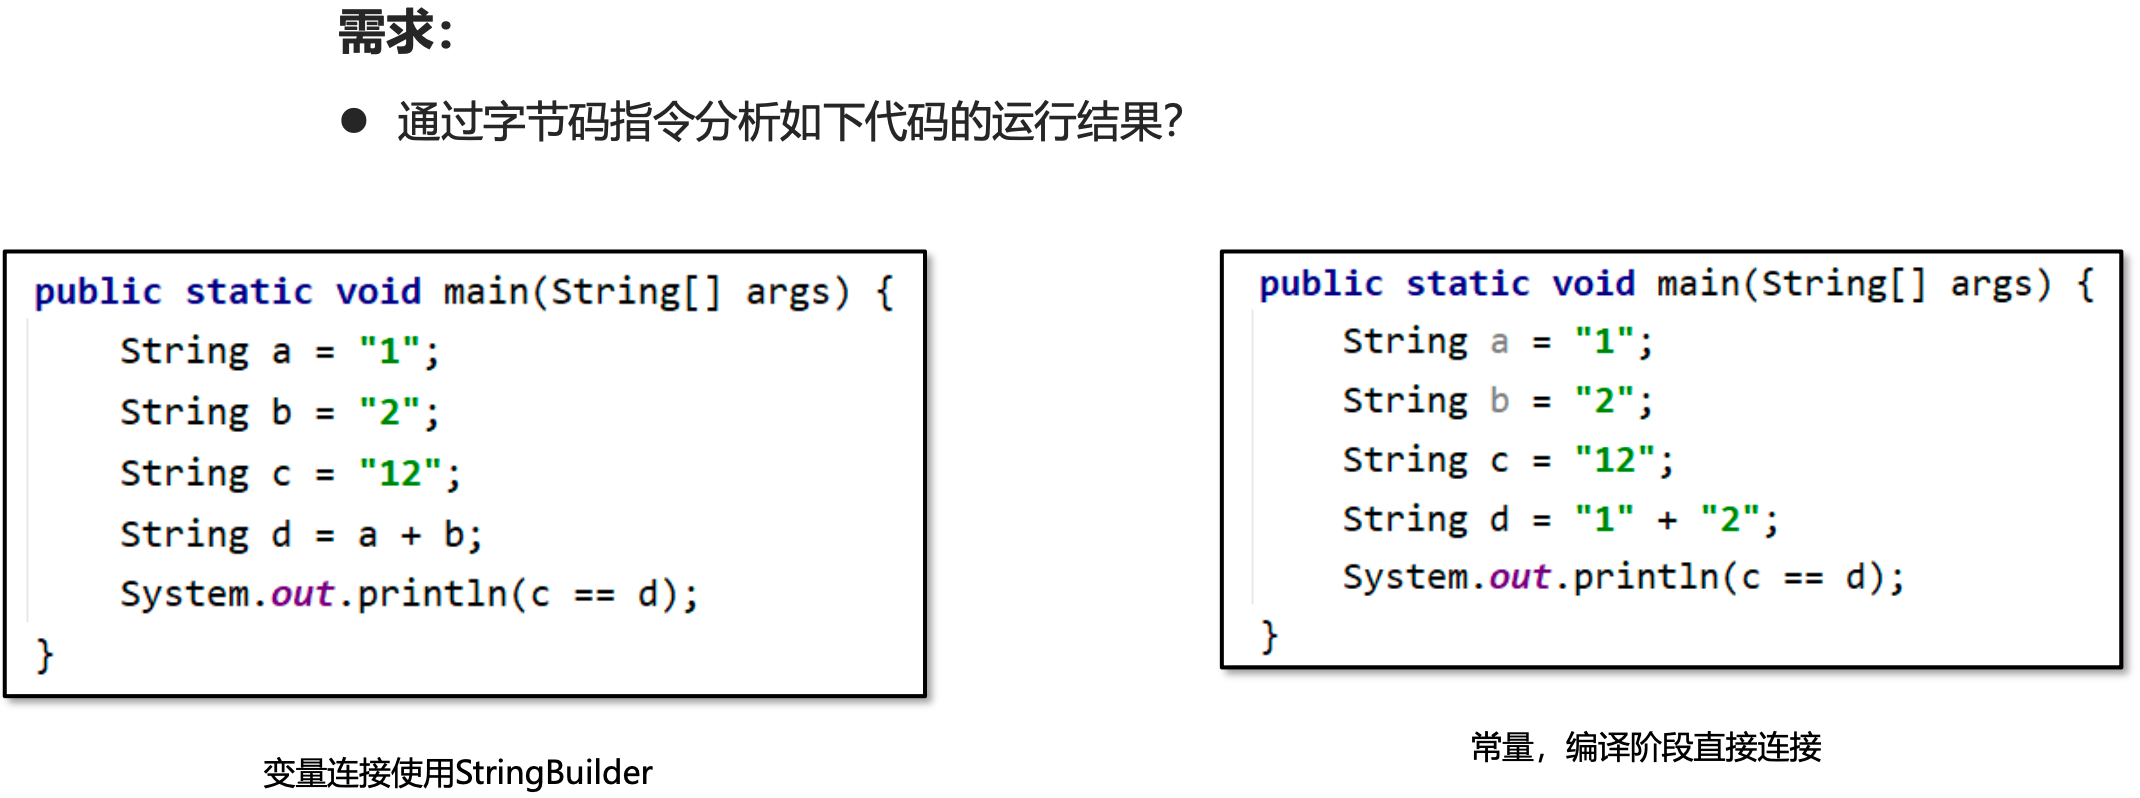 需求：
● 通过字节码指令分析如下代码的运行结果？
public static void main(String[] args) {
String a = "1";
String b = "2";
String c = "12";
String d = a + b;
System.out.println(c == d);
}
变量连接使用StringBuilder
public static void main(String[] args) {
String a = "1";
String b = "2";
String c = "12";
String d = "1" + "2";
System.out.println(c == d);
}
常量，编译阶段直接连接